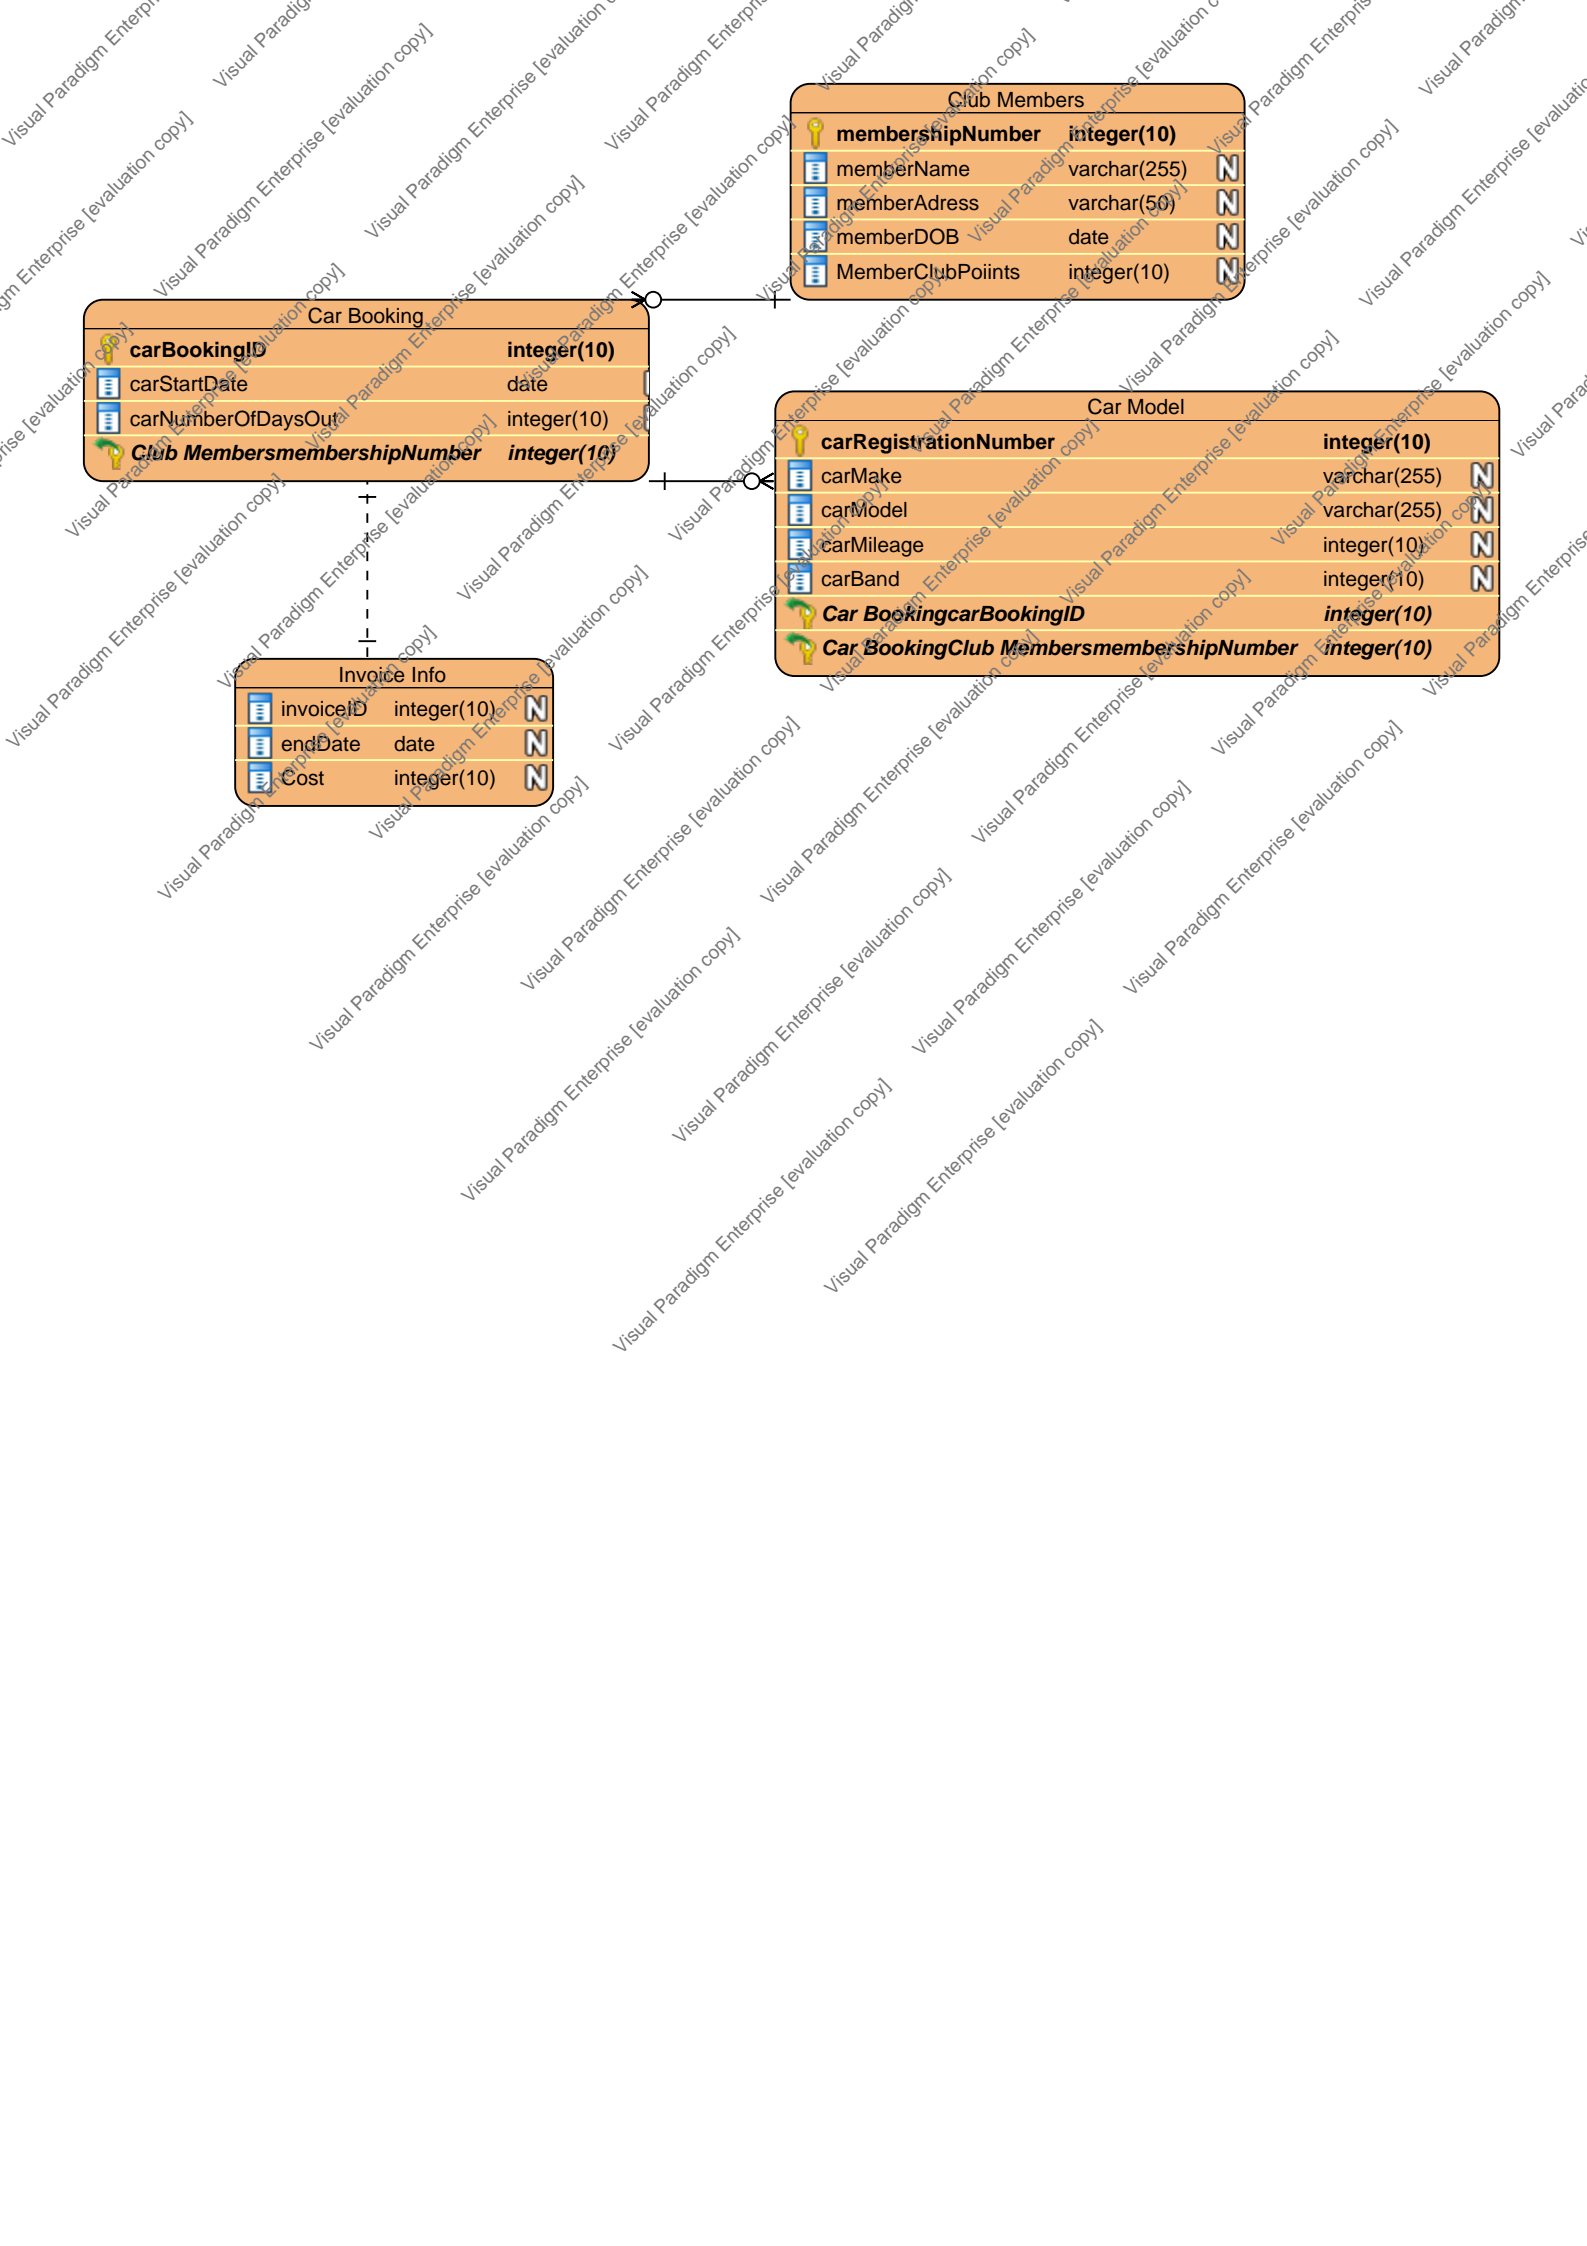 Club Members
membershipNumber integer(10)
memberName varchar(255) N
memberAdress varchar(50) N
memberDOB date N
MemberClubPoiints integer(10) N
Car Booking
carBookingID integer(10)
carStartDate date
carNumberOfDaysOut integer(10)
Club MembersmembershipNumber integer(10)
Car Model
carRegistrationNumber integer(10)
carMake varchar(255) N
carModel varchar(255) N
carMileage integer(10) N
carBand integer(10) N
Car BookingcarBookingID integer(10)
Car BookingClub MembersmembershipNumber integer(10)
Invoice Info
invoiceID integer(10) N
endDate date N
Cost integer(10) N
Visual Paradigm Enterprise [evaluation copy]